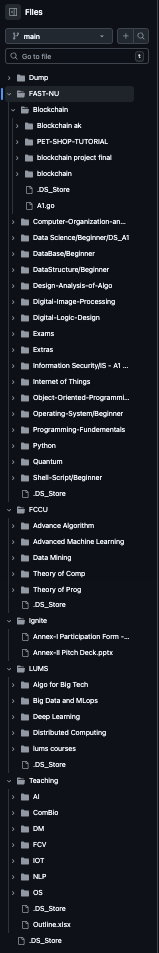 Files
main
Go to file
t
Dump
FAST-NU
Blockchain
Blockchain ak
PET-SHOP-TUTORIAL
blockchain project final
blockchain
.DS_Store
A1.go
Computer-Organization-an...
Data Science/Beginner/DS_A1
DataBase/Beginner
DataStructure/Beginner
Design-Analysis-of-Algo
Digital-Image-Processing
Digital-Logic-Design
Exams
Extras
Information Security/IS - A1 ...
Internet of Things
Object-Oriented-Programmi...
Operating-System/Beginner
Programming-Fundementals
Python
Quantum
Shell-Script/Beginner
.DS_Store
FCCU
Advance Algorithm
Advanced Machine Learning
Data Mining
Theory of Comp
Theory of Prog
.DS_Store
Ignite
Annex-I Participation Form -...
Annex-II Pitch Deck.pptx
LUMS
Algo for Big Tech
Big Data and MLops
Deep Learning
Distributed Computing
lums courses
.DS_Store
Teaching
AI
ComBio
DM
FCV
IOT
NLP
OS
.DS_Store
Outline.xlsx
.DS_Store